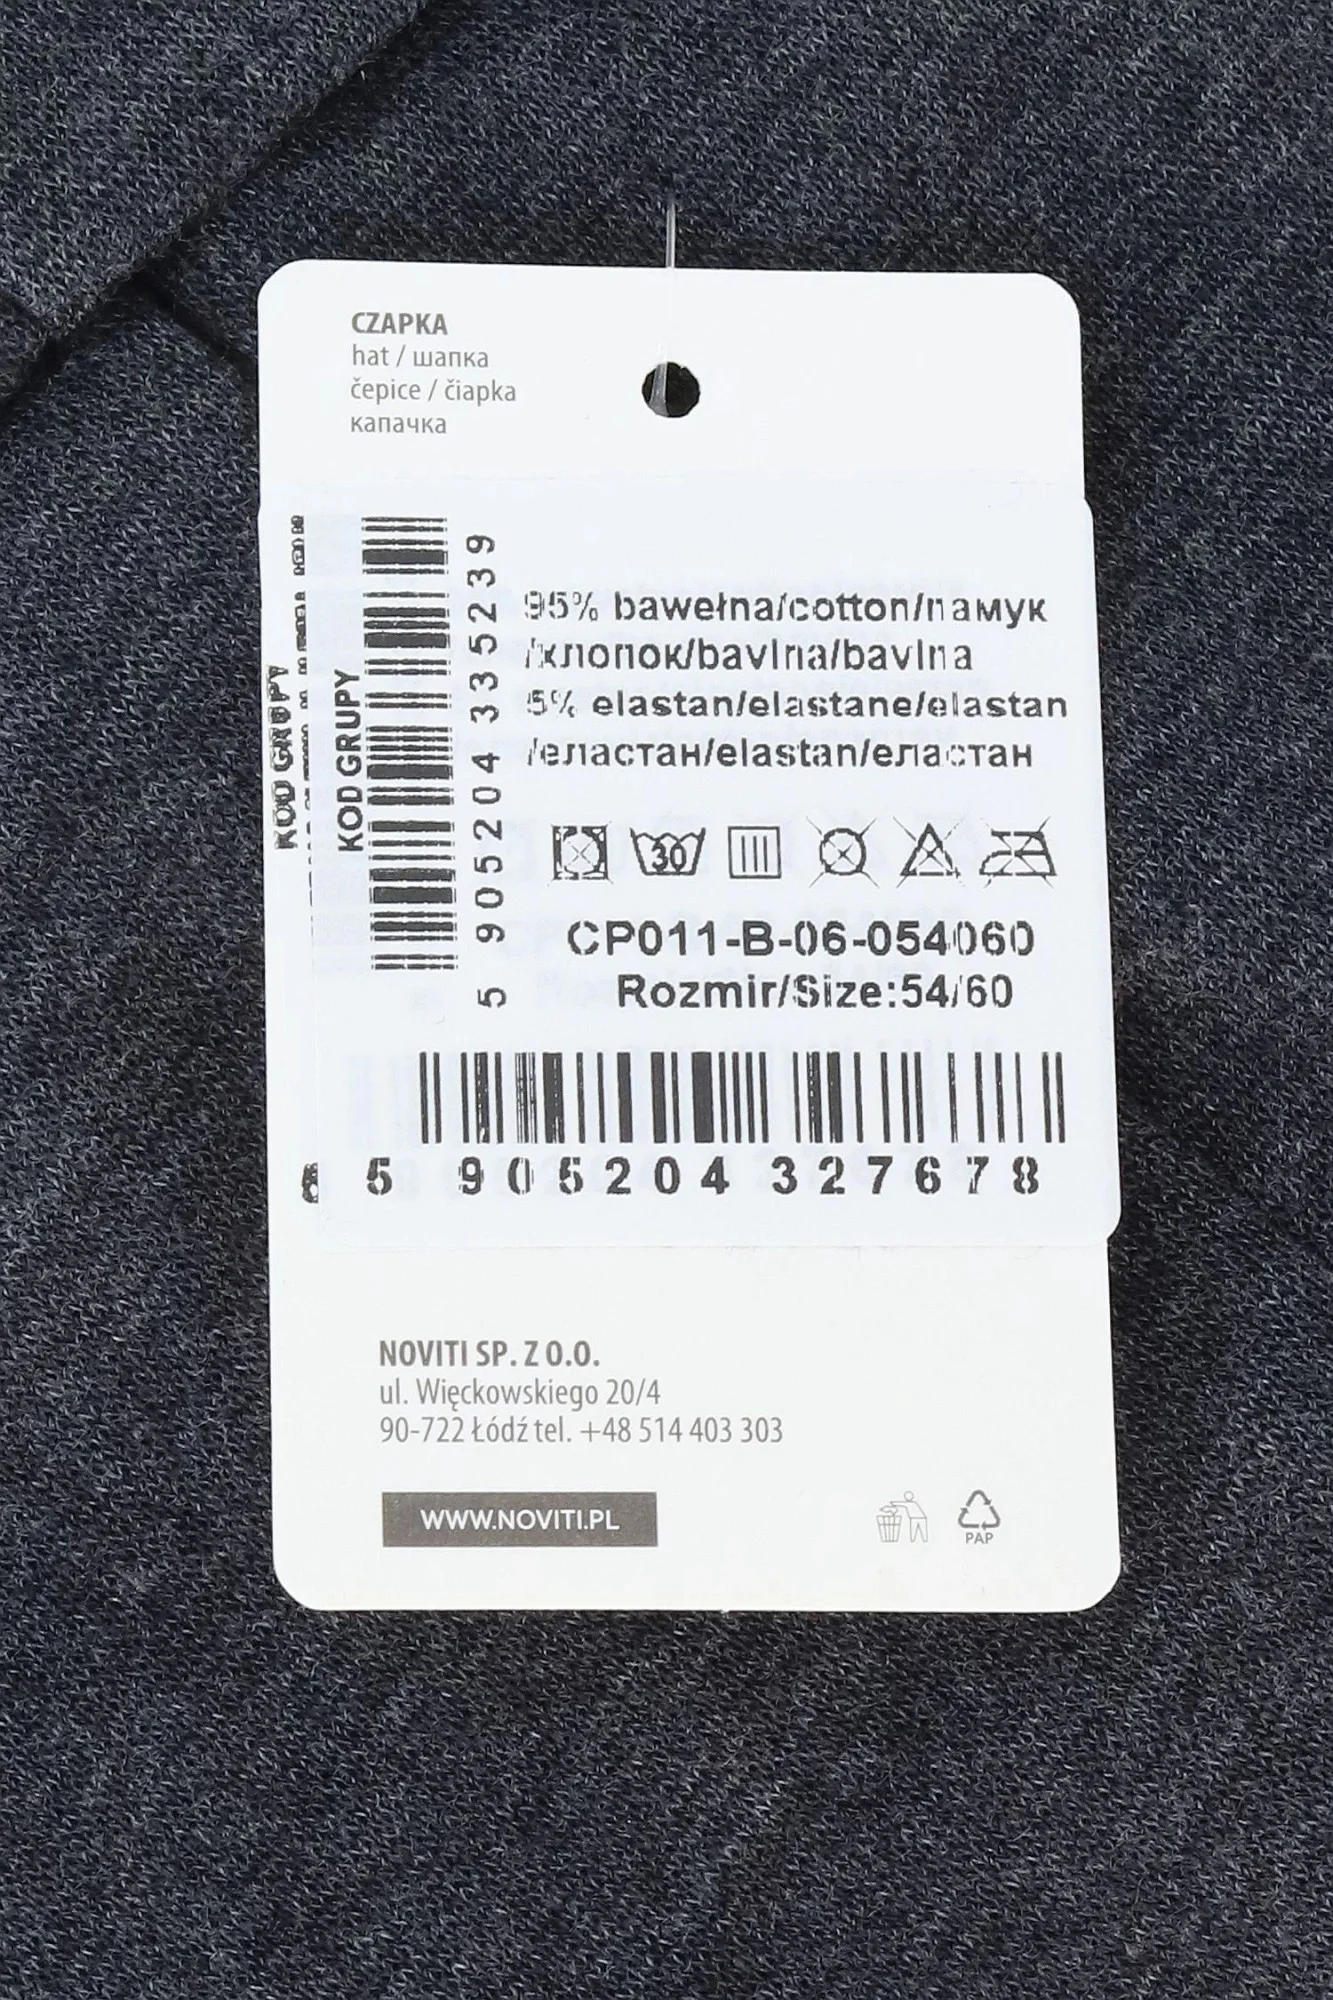 CZAPKA
hat / шапка
čepice / čiapka
капачка
KOD GRUPY
KOD GRUPY
5 905204 335239
95% bawełna/cotton/памук
/хлопок/bavlna/bavlna
5% elastan/elastane/elastan
/еластан/elastan/еластан
30
CP011-B-06-054060
Rozmir/Size:54/60
5 905204 327678
NOVITI SP. Z O.O.
ul. Więckowskiego 20/4
90-722 Łódź tel. +48 514 403 303
WWW.NOVITI.PL
PAP